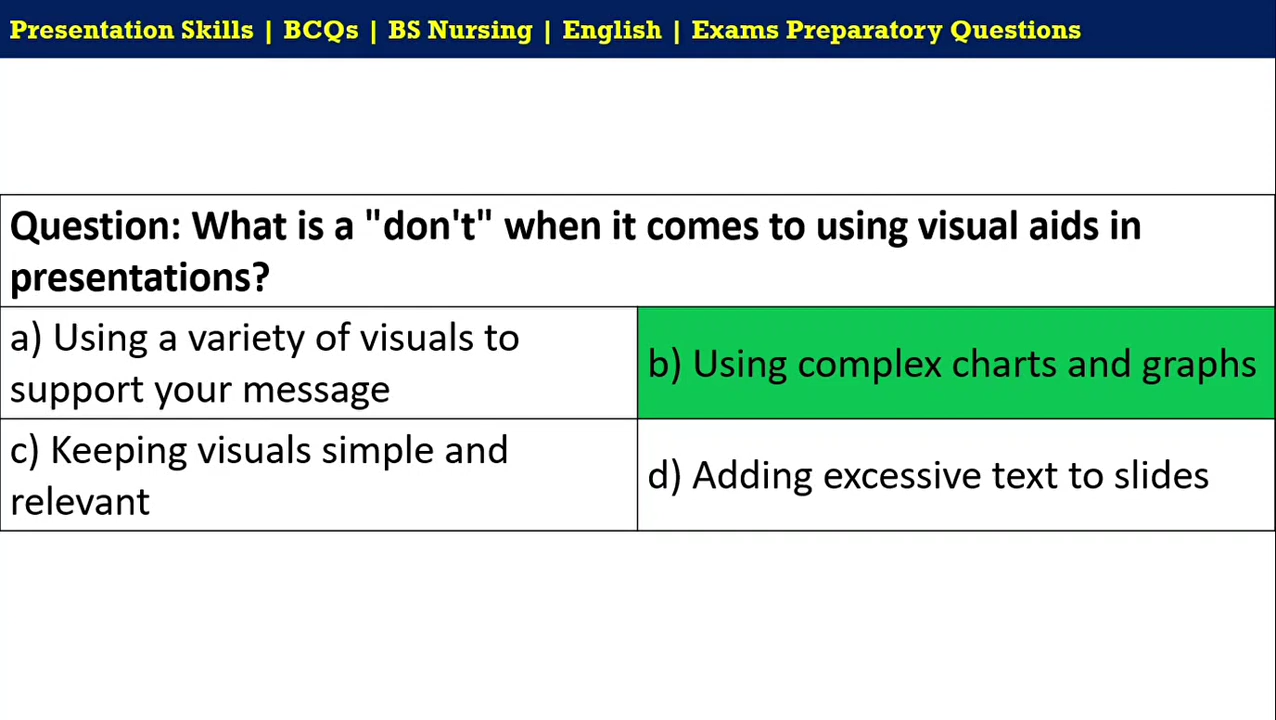 Presentation Skills | BCQs | BS Nursing | English | Exams Preparatory Questions
Question: What is a "don't" when it comes to using visual aids in
presentations?
a) Using a variety of visuals to
support your message
b) Using complex charts and graphs
c) Keeping visuals simple and
relevant
d) Adding excessive text to slides